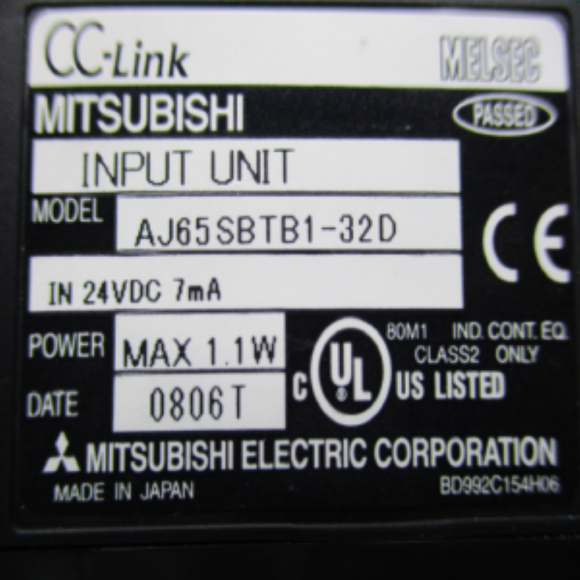 CC-Link MELSEC
MITSUBISHI PASSED
INPUT UNIT
MODEL AJ65SBTB1-32D
CE
IN 24VDC 7mA
POWER MAX 1.1W
80M1 IND. CONT. EQ.
CLASS2 ONLY
C UL ® US LISTED
DATE 0806T
MITSUBISHI ELECTRIC CORPORATION
MADE IN JAPAN BD992C154H06